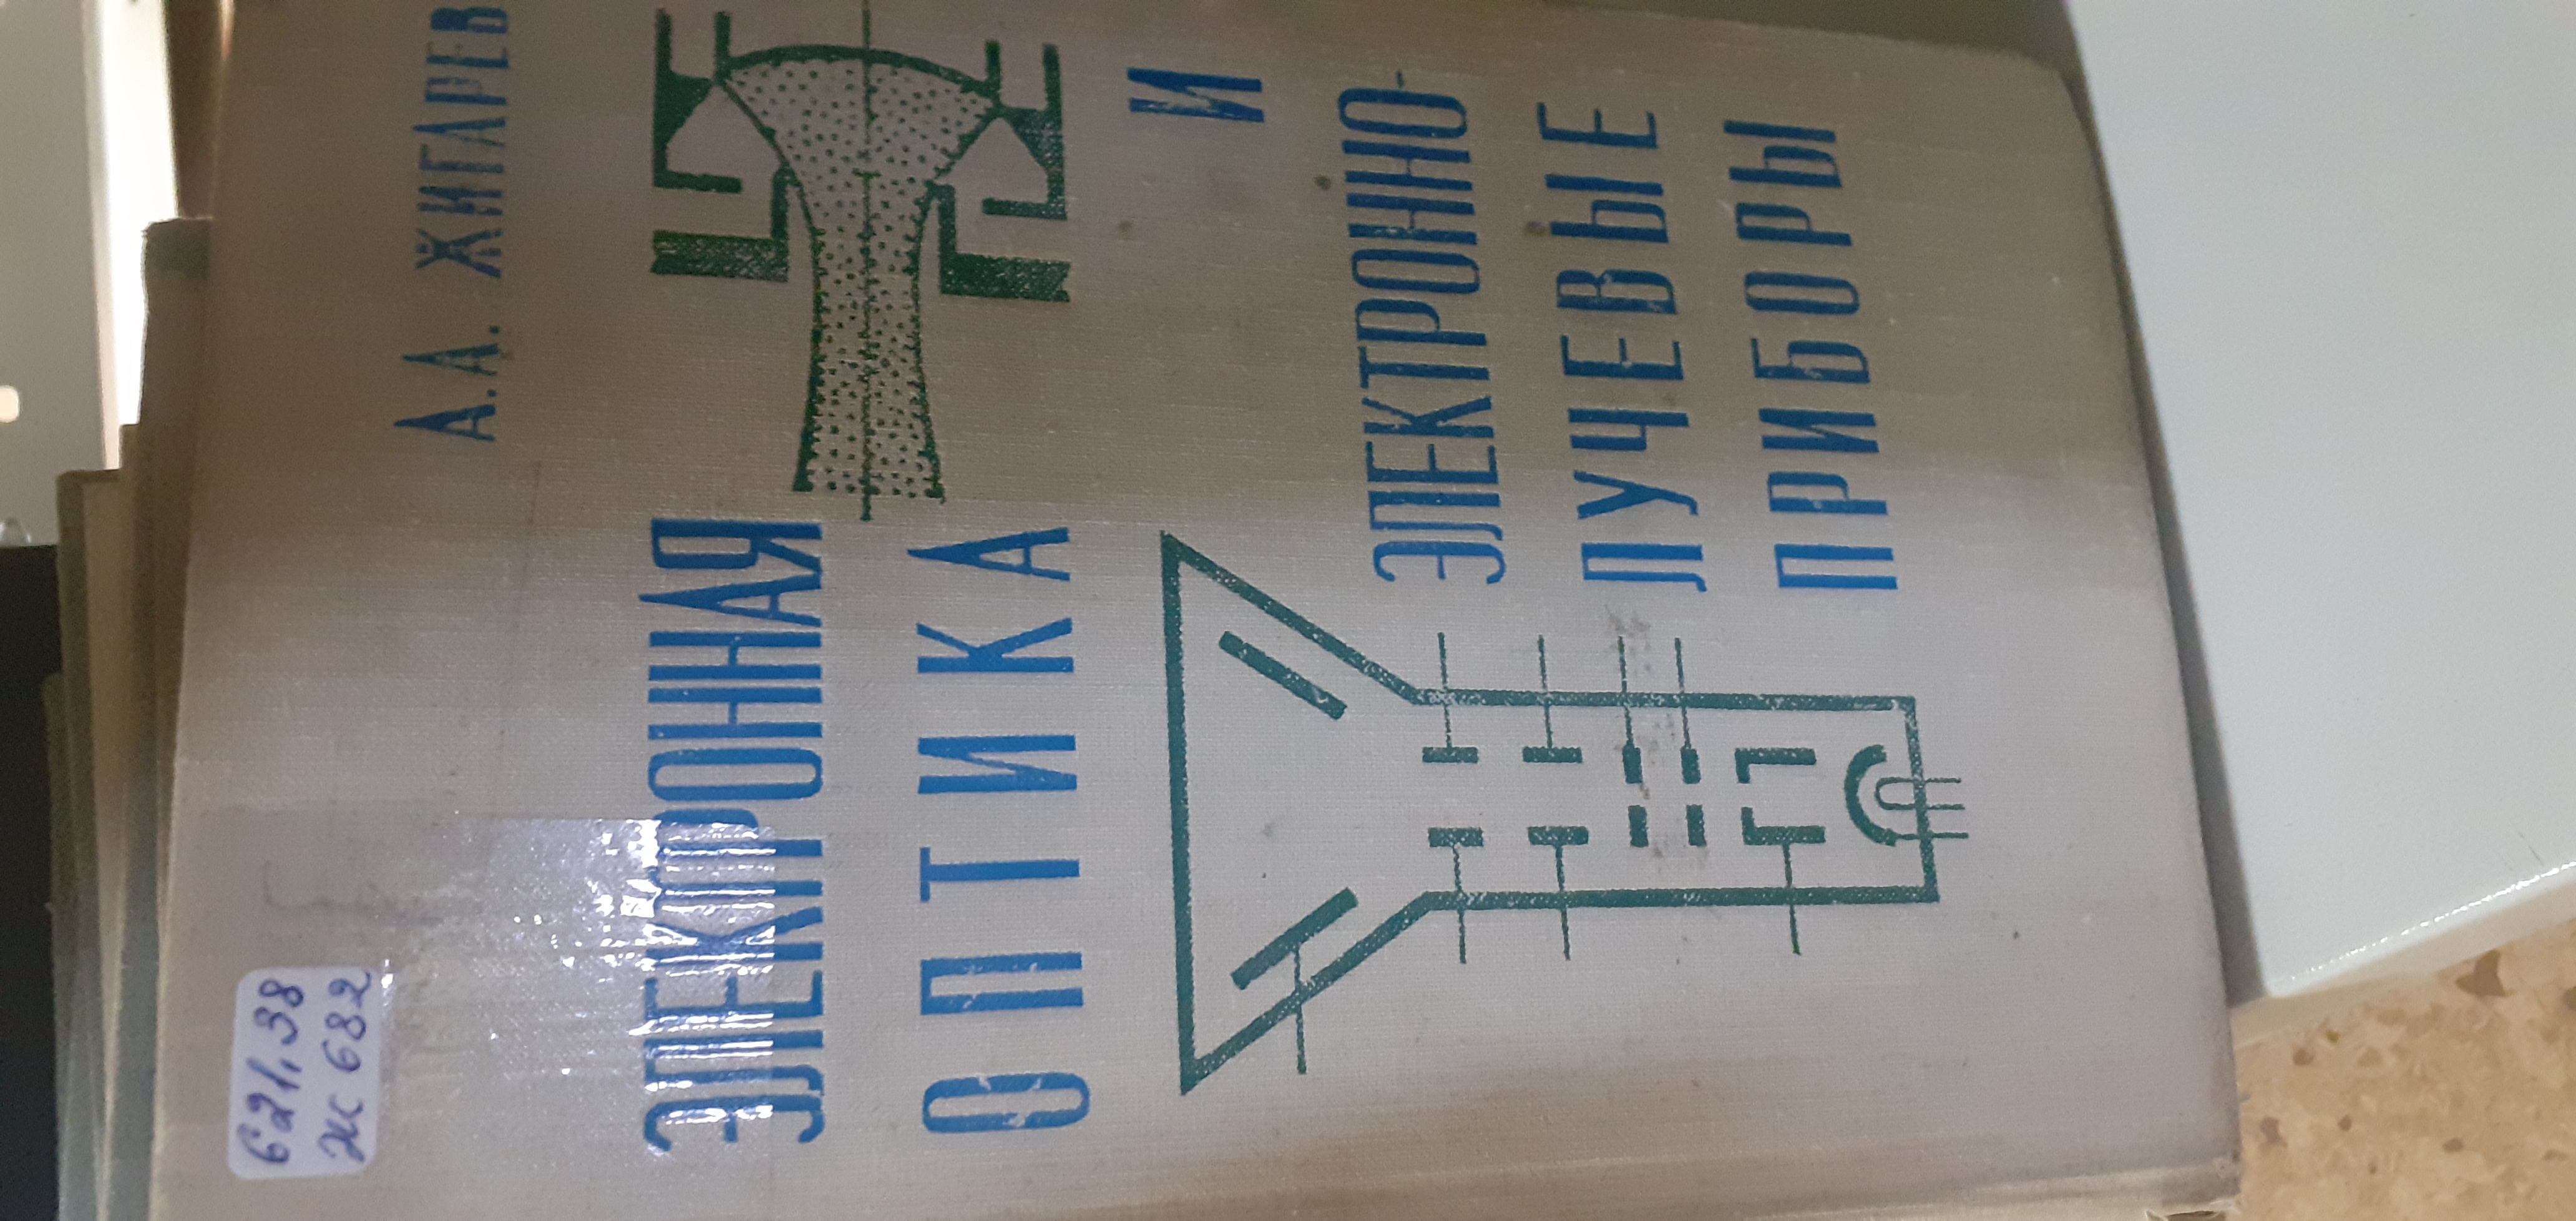 621,38
Ж 682
А.А. ЖИГАРЕВ
ЭЛЕКТРОННАЯ
ОПТИКА
И
ЭЛЕКТРОННО-
ЛУЧЕВЫЕ
ПРИБОРЫ